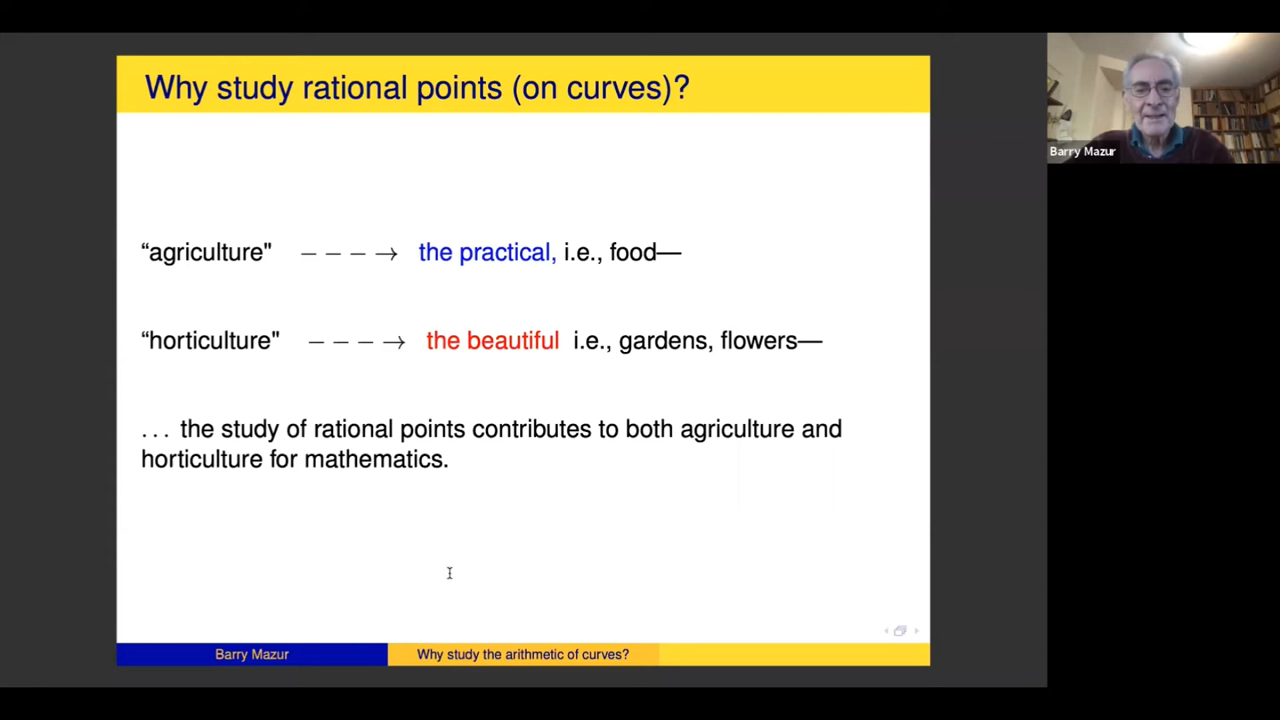 Why study rational points (on curves)?
Barry Mazur
“agriculture" - - - → the practical, i.e., food—
“horticulture" - - - → the beautiful i.e., gardens, flowers—
. . . the study of rational points contributes to both agriculture and
horticulture for mathematics.
Barry Mazur
Why study the arithmetic of curves?